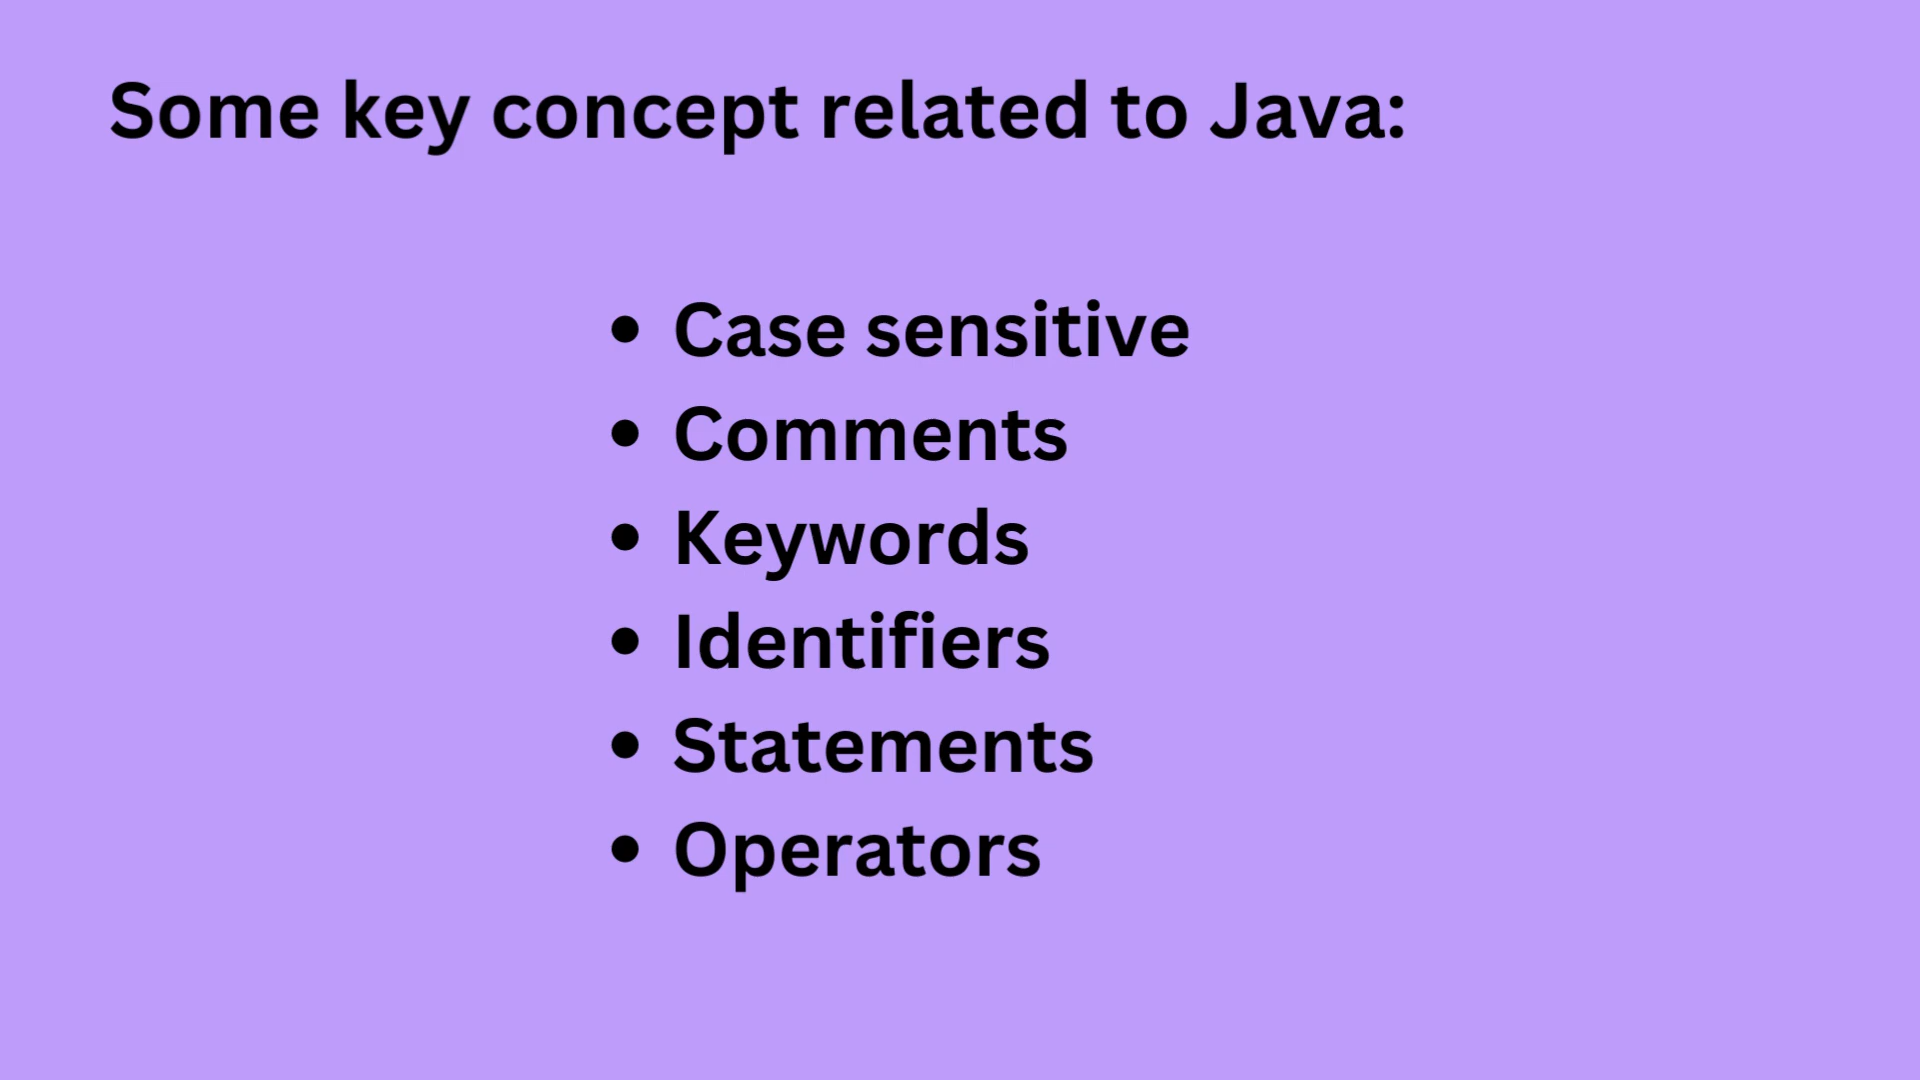 Some key concept related to Java:
• Case sensitive
• Comments
• Keywords
• Identifiers
• Statements
• Operators